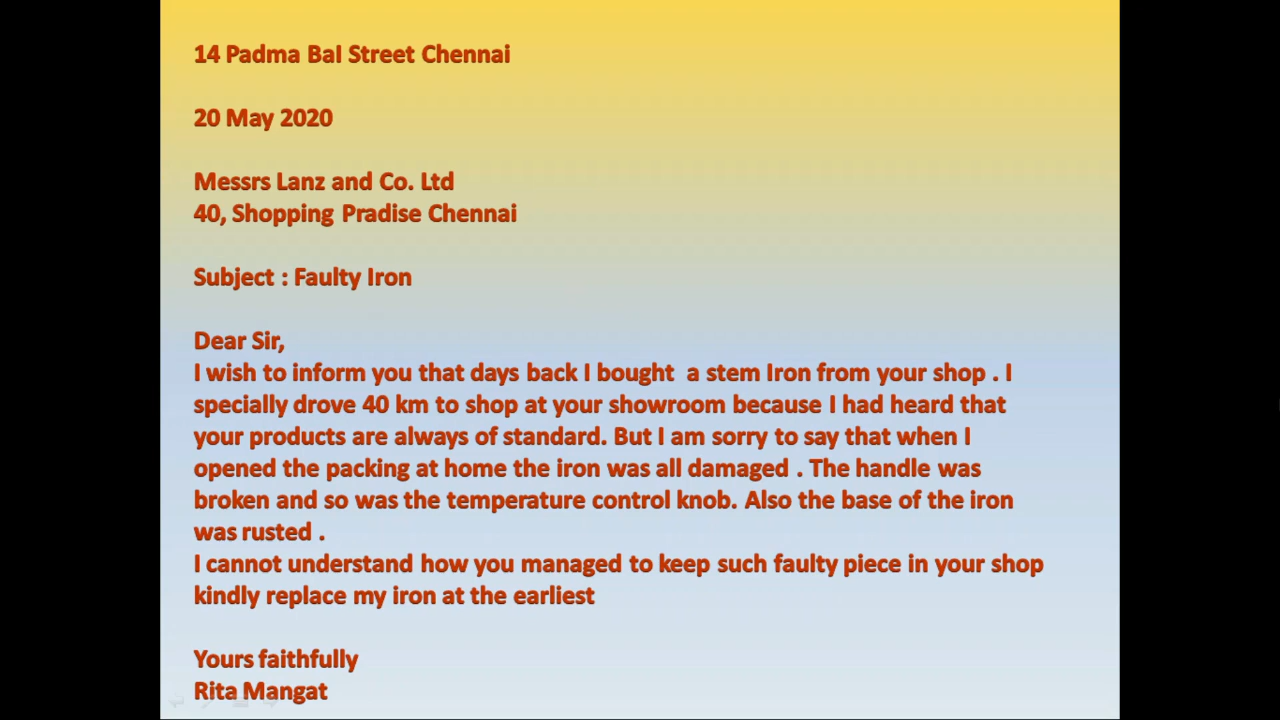 14 Padma Bal Street Chennai
20 May 2020
Messrs Lanz and Co. Ltd
40, Shopping Pradise Chennai
Subject : Faulty Iron
Dear Sir,
I wish to inform you that days back I bought  a stem Iron from your shop . I
specially drove 40 km to shop at your showroom because I had heard that
your products are always of standard. But I am sorry to say that when I
opened the packing at home the iron was all damaged . The handle was
broken and so was the temperature control knob. Also the base of the iron
was rusted .
I cannot understand how you managed to keep such faulty piece in your shop
kindly replace my iron at the earliest
Yours faithfully
Rita Mangat